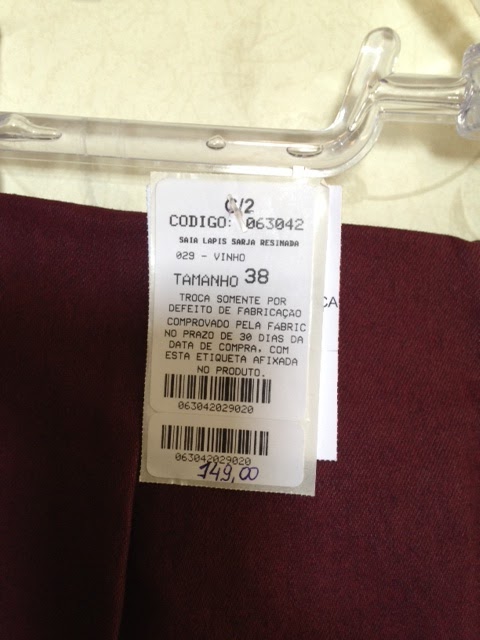 C/2
CODIGO: 063042
SAIA LAPIS SARJA RESINADA
029 - VINHO
TAMANHO 38
TROCA SOMENTE POR
DEFEITO DE FABRICAÇÃO
COMPROVADO PELA FABRIC
NO PRAZO DE 30 DIAS DA
DATA DE COMPRA, COM
ESTA ETIQUETA AFIXADA
NO PRODUTO.
063042029020
063042029020
149,00
CA